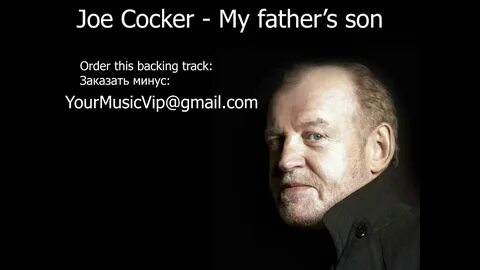 Joe Cocker - My father’s son
Order this backing track:
Заказать минус:
YourMusicVip@gmail.com